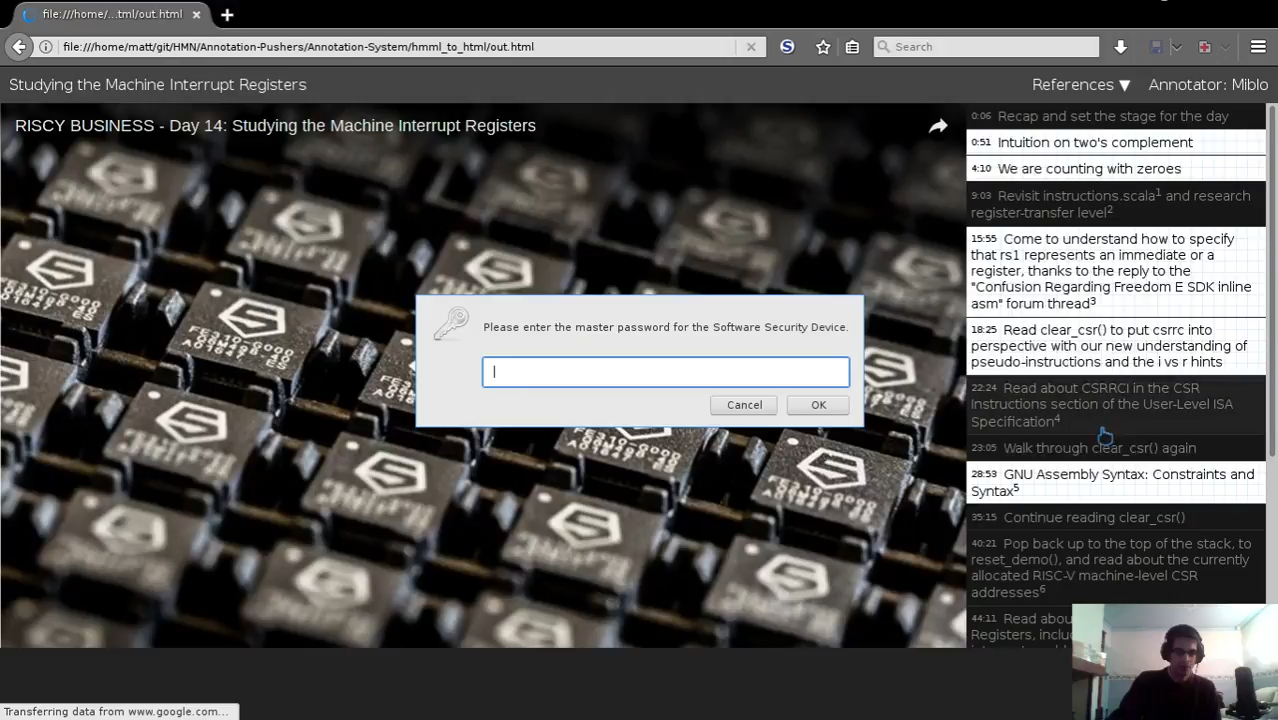 file:///home/...tml/out.html
file:///home/matt/git/HMN/Annotation-Pushers/Annotation-System/hmml_to_html/out.html
Search
Studying the Machine Interrupt Registers
References ▼
Annotator: Miblo
RISCY BUSINESS - Day 14: Studying the Machine Interrupt Registers
Please enter the master password for the Software Security Device.
Cancel
OK
0:06 Recap and set the stage for the day
0:51 Intuition on two's complement
4:10 We are counting with zeroes
9:03 Revisit instructions.scala¹ and research
register-transfer level²
15:55 Come to understand how to specify
that rs1 represents an immediate or a
register, thanks to the reply to the
"Confusion Regarding Freedom E SDK inline
asm" forum thread³
18:25 Read clear_csr() to put csrrc into
perspective with our new understanding of
pseudo-instructions and the i vs r hints
22:24 Read about CSRRCI in the CSR
Instructions section of the User-Level ISA
Specification⁴
23:05 Walk through clear_csr() again
28:53 GNU Assembly Syntax: Constraints and
Syntax⁵
35:15 Continue reading clear_csr()
40:21 Pop back up to the top of the stack, to
reset_demo(), and read about the currently
allocated RISC-V machine-level CSR
addresses⁶
44:11 Read abou
Registers, inclu
Transferring data from www.google.com...